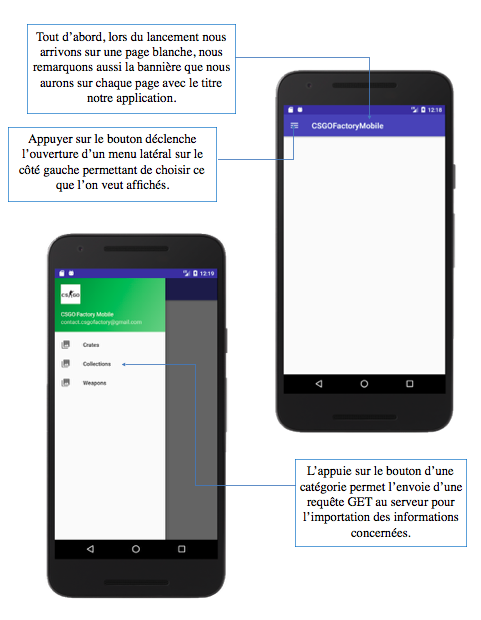 Tout d’abord, lors du lancement nous
arrivons sur une page blanche, nous
remarquons aussi la bannière que nous
aurons sur chaque page avec le titre
notre application.
12:18
CSGOFactoryMobile
Appuyer sur le bouton déclenche
l’ouverture d’un menu latéral sur le
côté gauche permettant de choisir ce
que l’on veut affichés.
12:19
CS GO
CSGO Factory Mobile
contact.csgofactory@gmail.com
Crates
Collections
Weapons
L’appuie sur le bouton d’une
catégorie permet l’envoie d’une
requête GET au serveur pour
l’importation des informations
concernées.